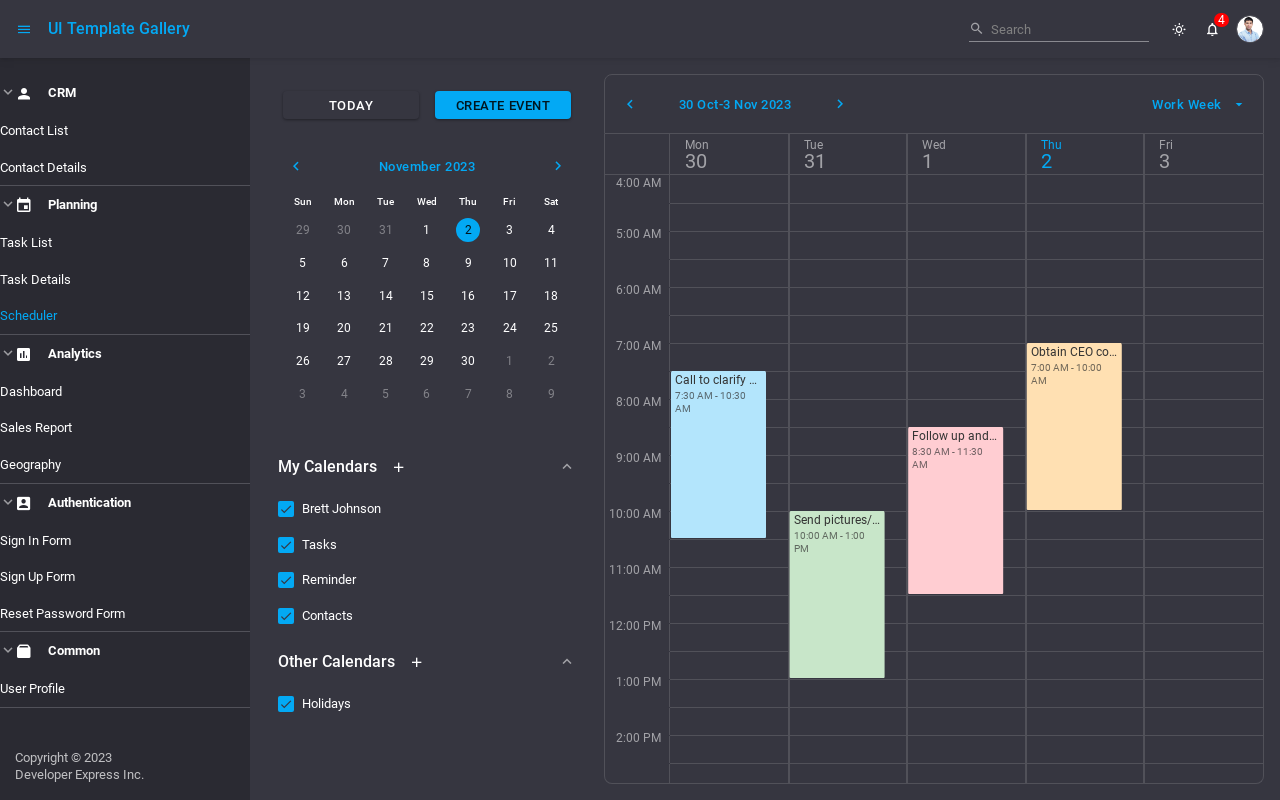 UI Template Gallery
Search
4
CRM
Contact List
Contact Details
Planning
Task List
Task Details
Scheduler
Analytics
Dashboard
Sales Report
Geography
Authentication
Sign In Form
Sign Up Form
Reset Password Form
Common
User Profile
Copyright © 2023
Developer Express Inc.
TODAY
CREATE EVENT
November 2023
Sun Mon Tue Wed Thu Fri Sat
29 30 31 1 2 3 4
5 6 7 8 9 10 11
12 13 14 15 16 17 18
19 20 21 22 23 24 25
26 27 28 29 30 1 2
3 4 5 6 7 8 9
My Calendars
Brett Johnson
Tasks
Reminder
Contacts
Other Calendars
Holidays
30 Oct-3 Nov 2023
Work Week
Mon Tue Wed Thu Fri
30 31 1 2 3
4:00 AM
5:00 AM
6:00 AM
7:00 AM
8:00 AM
9:00 AM
10:00 AM
11:00 AM
12:00 PM
1:00 PM
2:00 PM
Call to clarify ...
7:30 AM - 10:30
AM
Send pictures/...
10:00 AM - 1:00
PM
Follow up and...
8:30 AM - 11:30
AM
Obtain CEO co...
7:00 AM - 10:00
AM